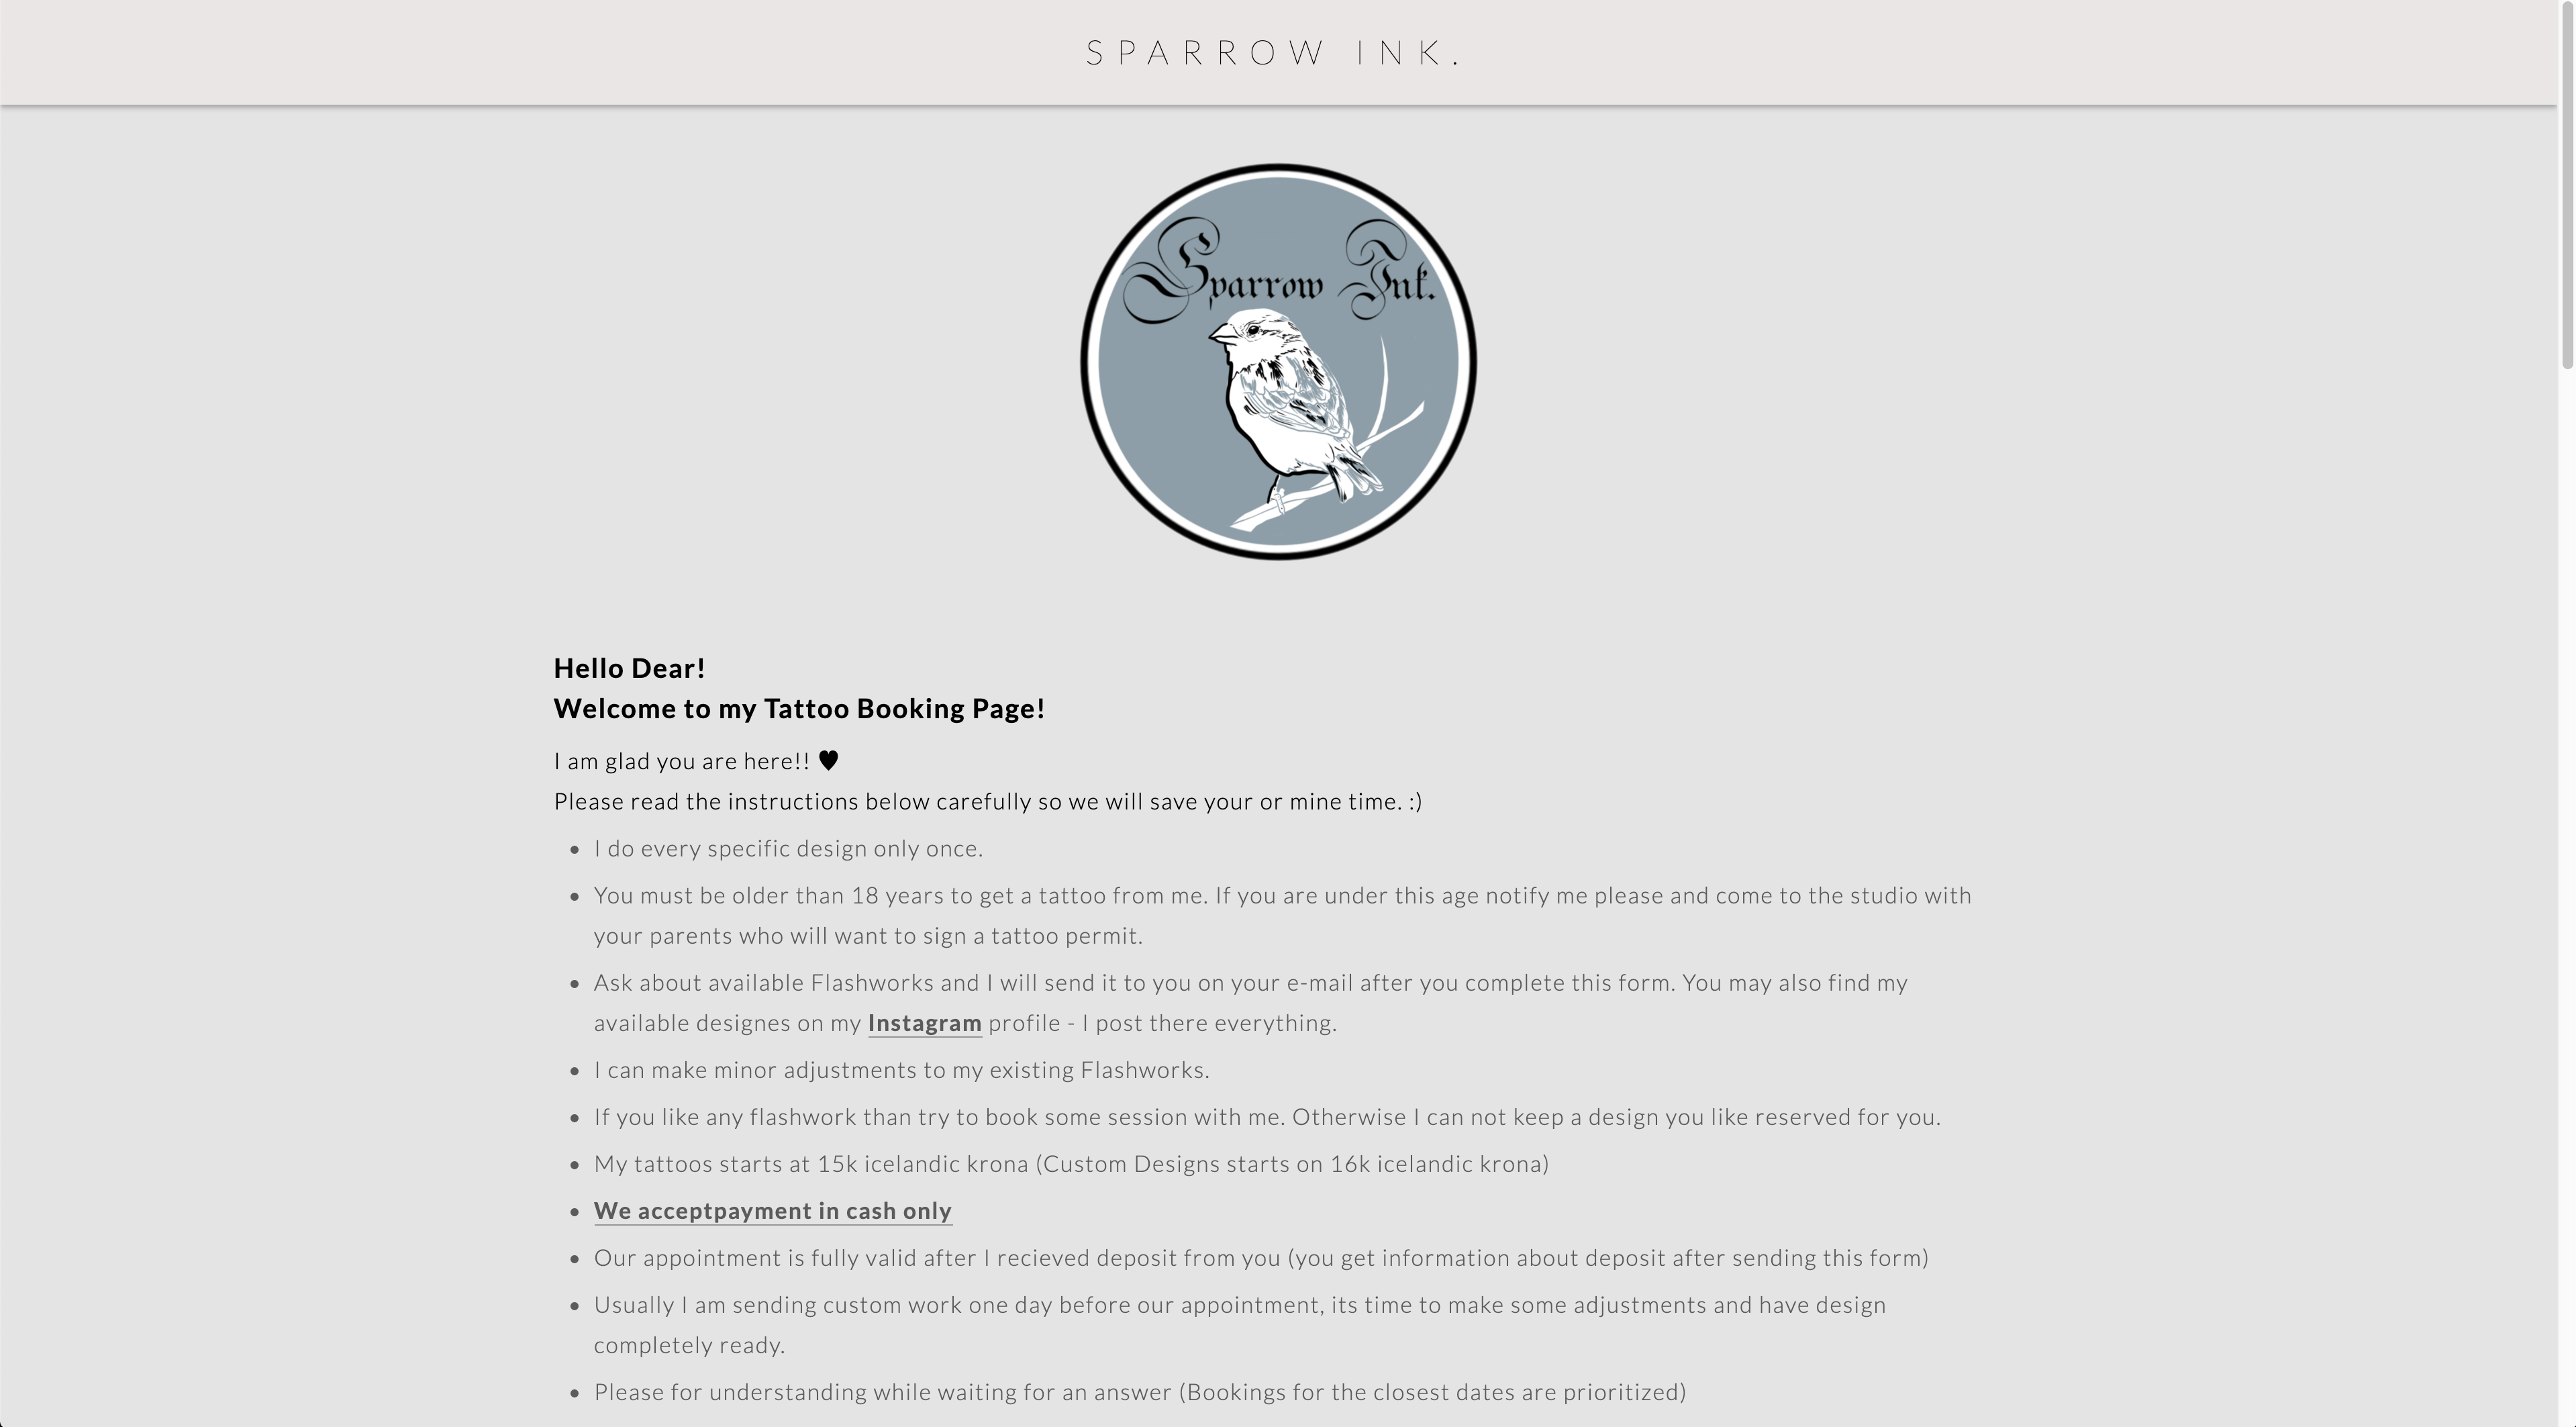 SPARROW INK.
Sparrow Ink.
Hello Dear!
Welcome to my Tattoo Booking Page!
I am glad you are here!! ♥
Please read the instructions below carefully so we will save your or mine time. :)
• I do every specific design only once.
• You must be older than 18 years to get a tattoo from me. If you are under this age notify me please and come to the studio with
your parents who will want to sign a tattoo permit.
• Ask about available Flashworks and I will send it to you on your e-mail after you complete this form. You may also find my
available designes on my Instagram profile - I post there everything.
• I can make minor adjustments to my existing Flashworks.
• If you like any flashwork than try to book some session with me. Otherwise I can not keep a design you like reserved for you.
• My tattoos starts at 15k icelandic krona (Custom Designs starts on 16k icelandic krona)
• We acceptpayment in cash only
• Our appointment is fully valid after I recieved deposit from you (you get information about deposit after sending this form)
• Usually I am sending custom work one day before our appointment, its time to make some adjustments and have design
completely ready.
• Please for understanding while waiting for an answer (Bookings for the closest dates are prioritized)